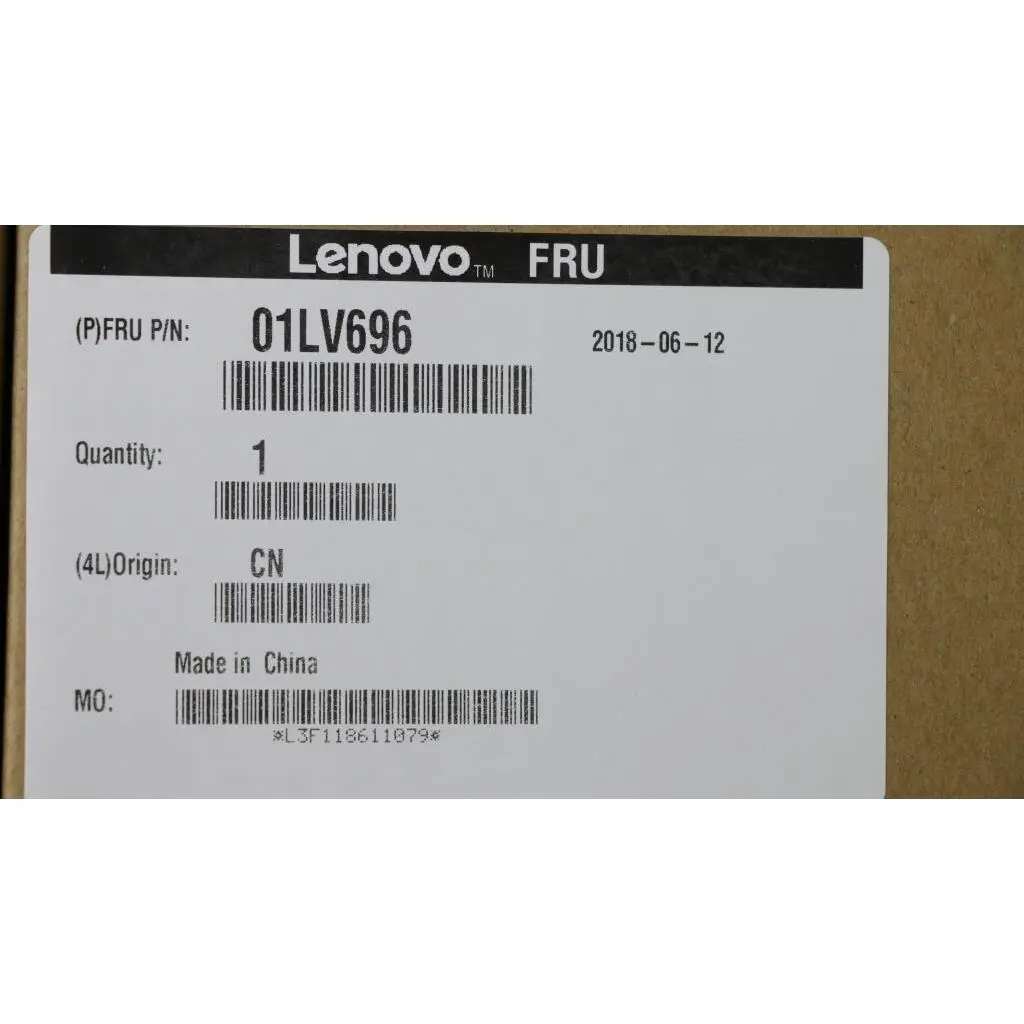 Lenovo™ FRU
(P)FRU P/N: 01LV696 2018-06-12
Quantity: 1
(4L)Origin: CN
Made in China
MO:
*L3F118611079*